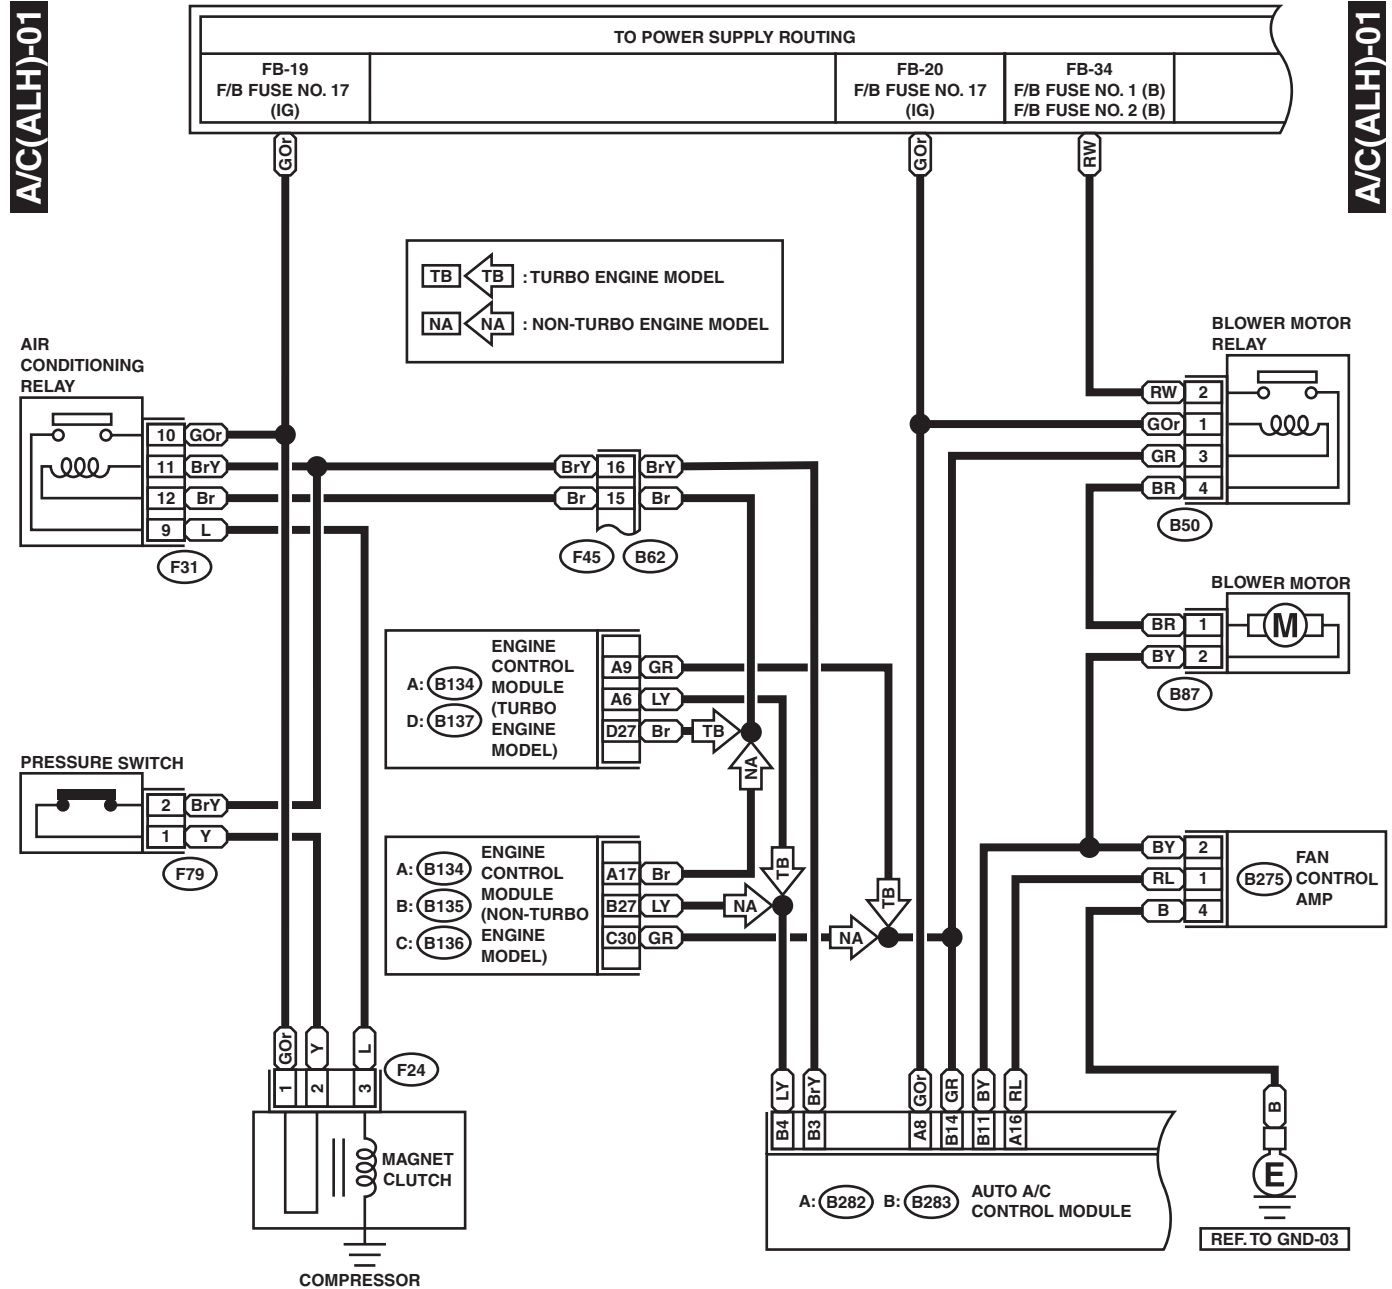 A/C(ALH)-01
A/C(ALH)-01
TO POWER SUPPLY ROUTING
FB-19
F/B FUSE NO. 17
(IG)
FB-20
F/B FUSE NO. 17
(IG)
FB-34
F/B FUSE NO. 1 (B)
F/B FUSE NO. 2 (B)
GOr
GOr
RW
TB TB : TURBO ENGINE MODEL
NA NA : NON-TURBO ENGINE MODEL
AIR
CONDITIONING
RELAY
10 GOr
11 BrY
12 Br
9 L
F31
BrY 16 BrY
Br 15 Br
F45 B62
BLOWER MOTOR
RELAY
RW 2
GOr 1
GR 3
BR 4
B50
BLOWER MOTOR
BR 1
BY 2
M
B87
A: B134
D: B137
ENGINE
CONTROL
MODULE
(TURBO
ENGINE
MODEL)
A9 GR
A6 LY
D27 Br TB
NA
PRESSURE SWITCH
2 BrY
1 Y
F79
A: B134
B: B135
C: B136
ENGINE
CONTROL
MODULE
(NON-TURBO
ENGINE
MODEL)
A17 Br
B27 LY NA
C30 GR NA
TB
TB
BY 2
RL 1
B 4
B275
FAN
CONTROL
AMP
GOr Y L
1 2 3
F24
MAGNET
CLUTCH
COMPRESSOR
LY BrY GOr GR BY RL
B4 B3 A8 B14 B11 A16
A: B282 B: B283
AUTO A/C
CONTROL MODULE
B
E
REF. TO GND-03